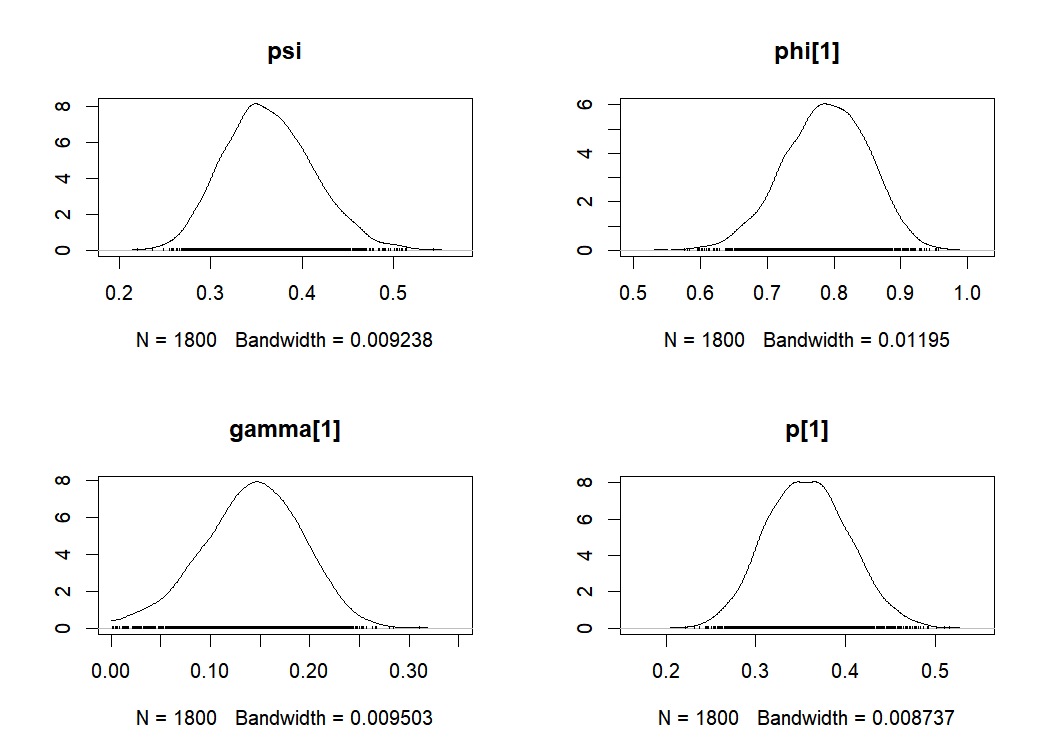 psi
phi[1]
8
6
4
2
0
0.2 0.3 0.4 0.5
N = 1800 Bandwidth = 0.009238
6
4
2
0
0.5 0.6 0.7 0.8 0.9 1.0
N = 1800 Bandwidth = 0.01195
gamma[1]
p[1]
8
6
4
2
0
0.00 0.10 0.20 0.30
N = 1800 Bandwidth = 0.009503
8
6
4
2
0
0.2 0.3 0.4 0.5
N = 1800 Bandwidth = 0.008737